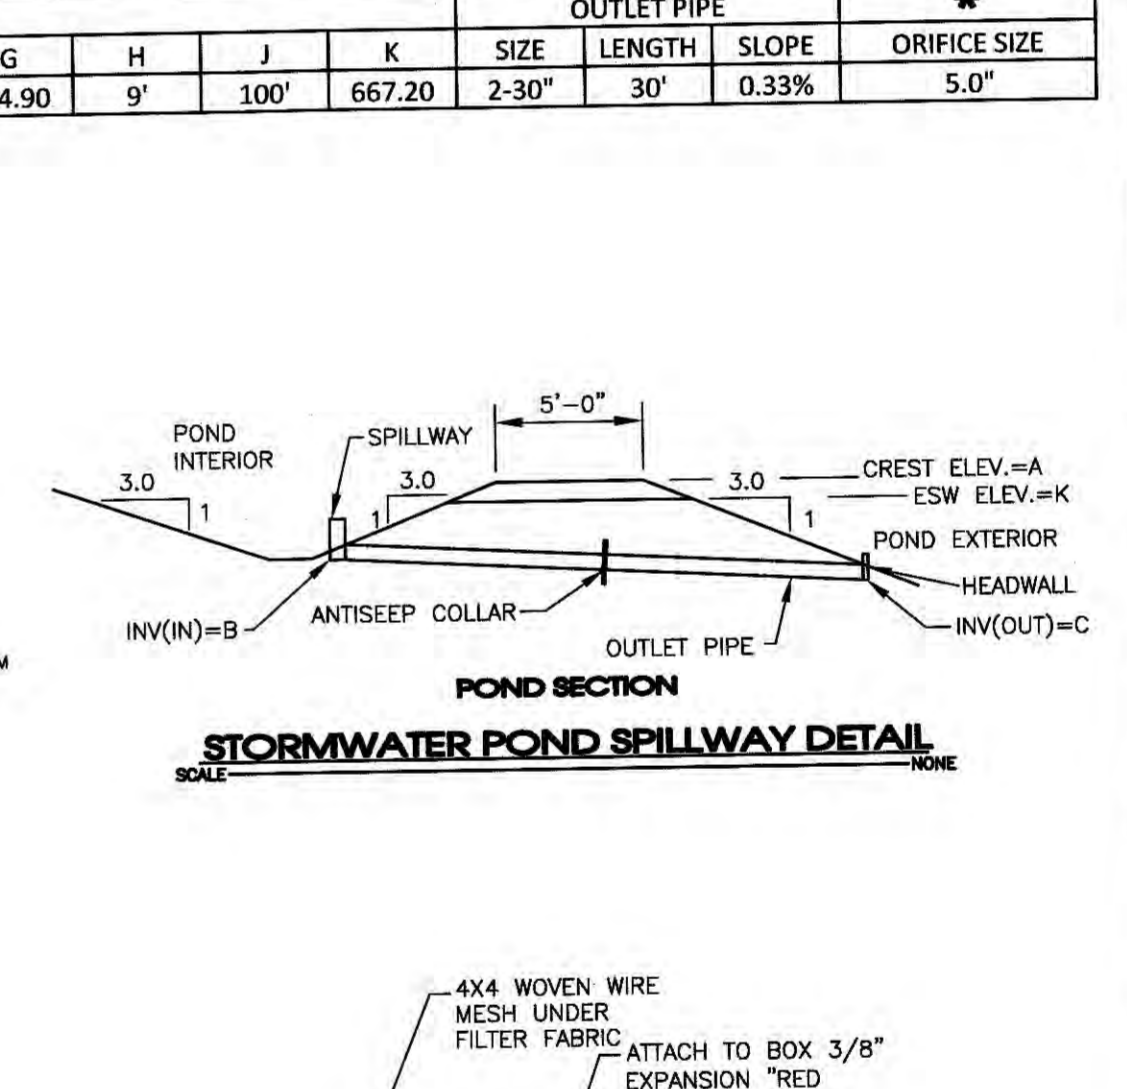 OUTLET PIPE *
G H J K SIZE LENGTH SLOPE ORIFICE SIZE
4.90 9' 100' 667.20 2-30" 30' 0.33% 5.0"
5'-0"
POND
INTERIOR
SPILLWAY
3.0
1
3.0
1
3.0
1
CREST ELEV.=A
ESW ELEV.=K
POND EXTERIOR
HEADWALL
INV(IN)=B
ANTISEEP COLLAR
OUTLET PIPE
INV(OUT)=C
M
POND SECTION
STORMWATER POND SPILLWAY DETAIL
SCALE NONE
4X4 WOVEN WIRE
MESH UNDER
FILTER FABRIC
ATTACH TO BOX 3/8"
EXPANSION "RED